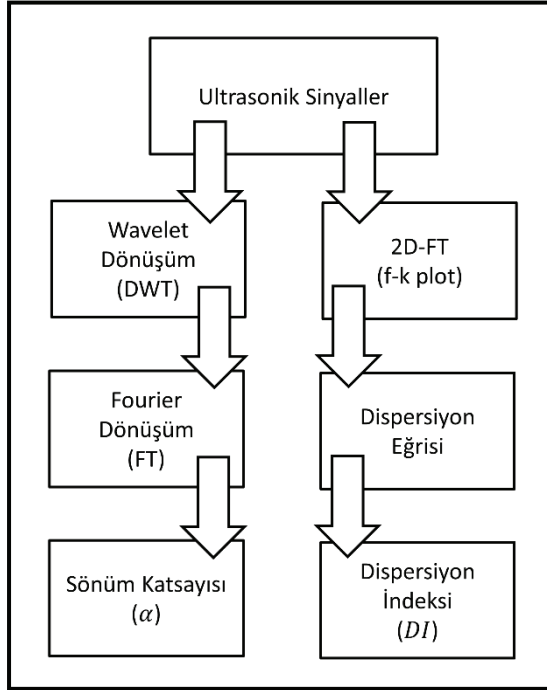 Ultrasonik Sinyaller
Wavelet
Dönüşüm
(DWT)
2D-FT
(f-k plot)
Fourier
Dönüşüm
(FT)
Dispersiyon
Eğrisi
Sönüm Katsayısı
(α)
Dispersiyon
İndeksi
(DI)